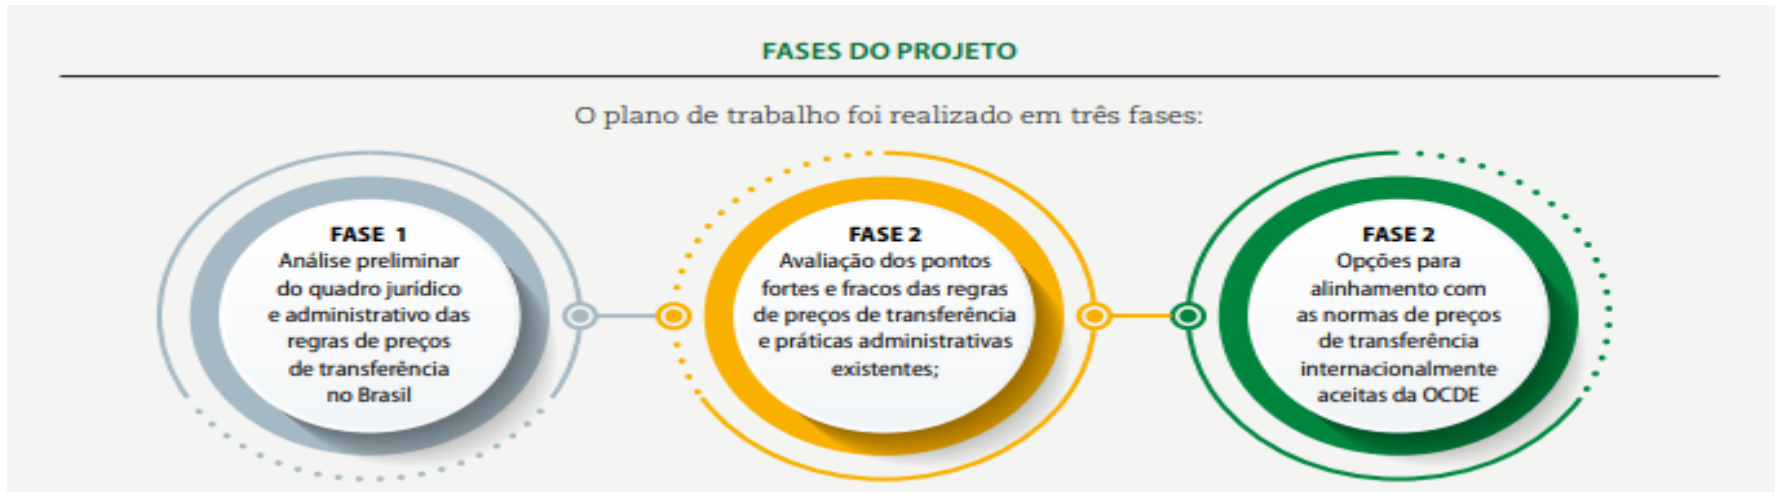 FASES DO PROJETO
O plano de trabalho foi realizado em três fases:
FASE 1
Análise preliminar
do quadro jurídico
e administrativo das
regras de preços
de transferência
no Brasil
FASE 2
Avaliação dos pontos
fortes e fracos das regras
de preços de transferência
e práticas administrativas
existentes;
FASE 2
Opções para
alinhamento com
as normas de preços
de transferência
internacionalmente
aceitas da OCDE